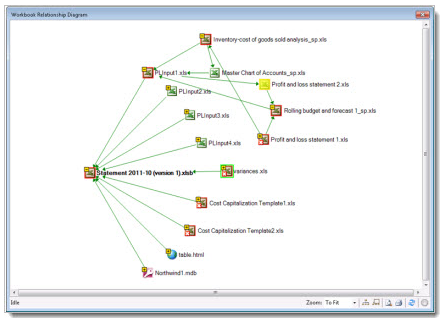 Workbook Relationship Diagram
Inventory-cost of goods sold analysis_sp.xls
PLInput1.xls
Master Chart of Accounts_sp.xls
Profit and loss statement 2.xls
PLInput2.xls
Rolling budget and forecast 1_sp.xls
PLInput3.xls
PLInput4.xls
Profit and loss statement 1.xls
Statement 2011-10 (version 1).xlsb*
variances.xls
Cost Capitalization Template1.xls
Cost Capitalization Template2.xls
table.html
Northwind1.mdb
Idle
Zoom: To Fit